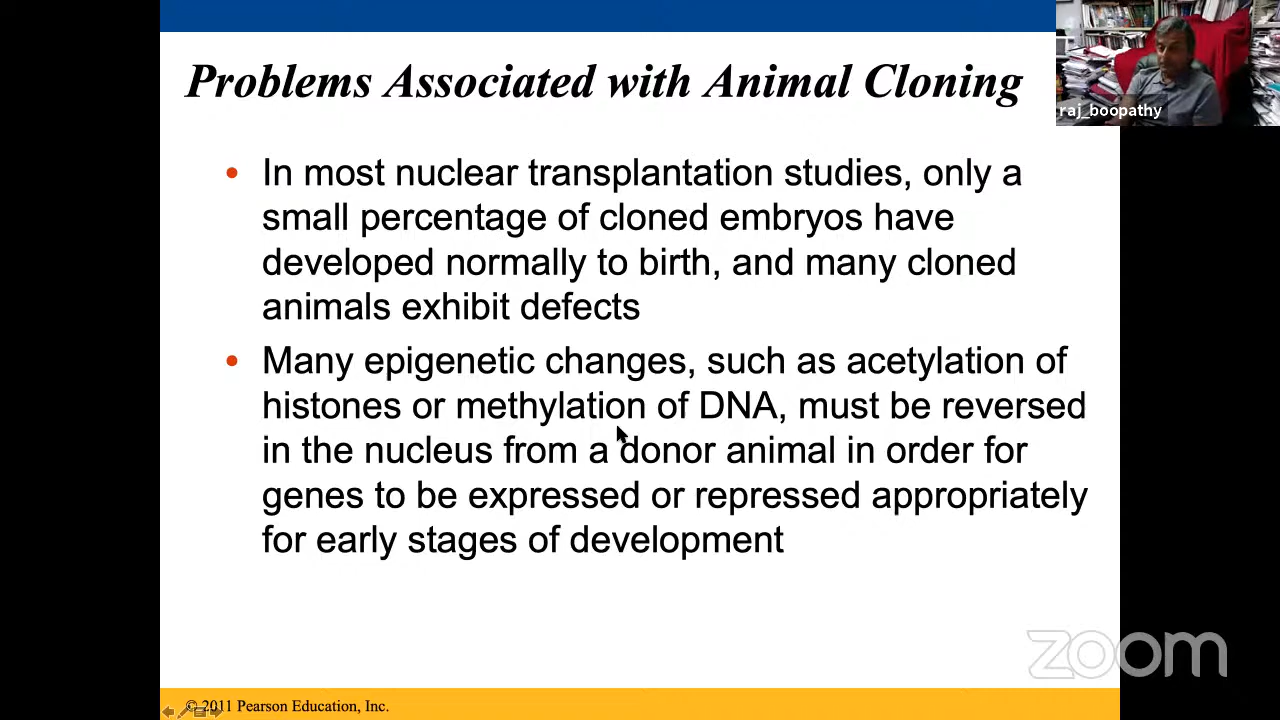 Problems Associated with Animal Cloning
raj_boopathy
• In most nuclear transplantation studies, only a
small percentage of cloned embryos have
developed normally to birth, and many cloned
animals exhibit defects
• Many epigenetic changes, such as acetylation of
histones or methylation of DNA, must be reversed
in the nucleus from a donor animal in order for
genes to be expressed or repressed appropriately
for early stages of development
zoom
© 2011 Pearson Education, Inc.